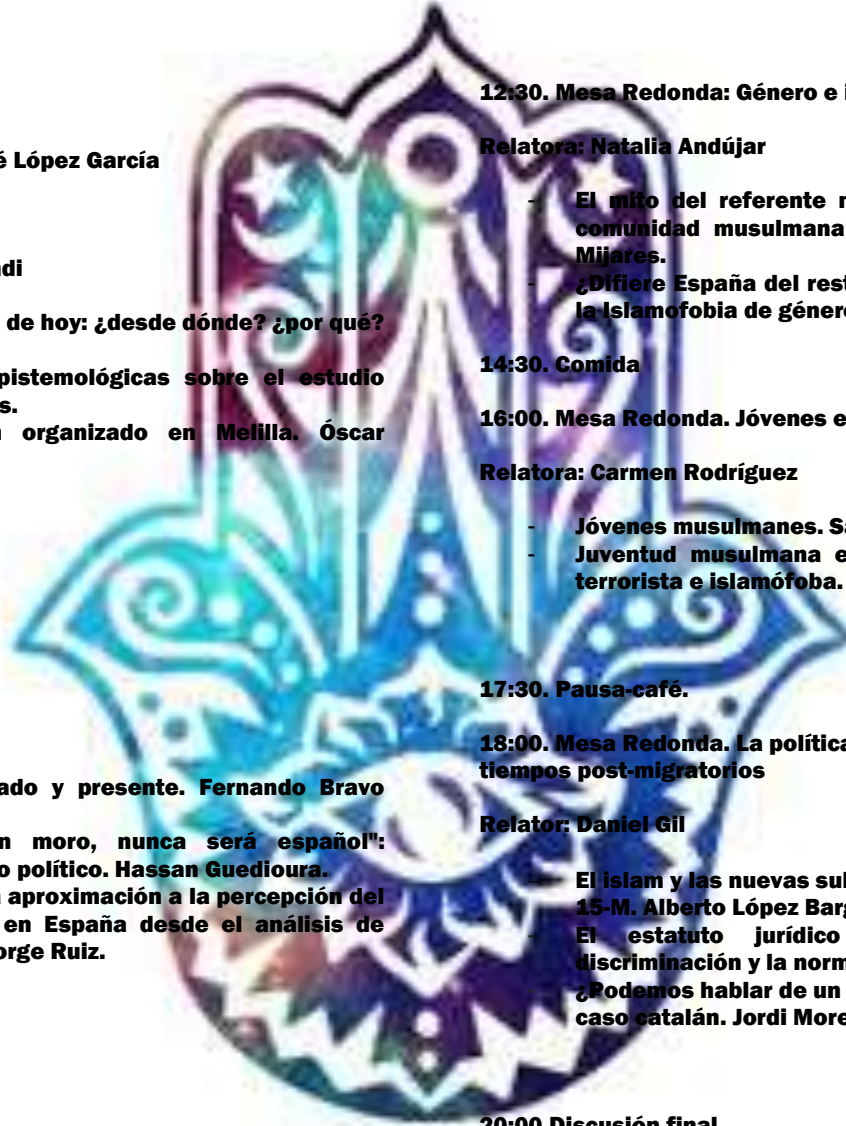 é López García
di
de hoy: ¿desde dónde? ¿por qué?
pistemológicas sobre el estudio
s.
organizado en Melilla. Óscar
ado y presente. Fernando Bravo
n moro, nunca será español":
o político. Hassan Guedioura.
aproximación a la percepción del
en España desde el análisis de
orge Ruiz.
12:30. Mesa Redonda: Género e i
Relatora: Natalia Andújar
- El mito del referente
comunidad musulmana
Mijares.
- ¿Difiere España del rest
la Islamofobia de género
14:30. Comida
16:00. Mesa Redonda. Jóvenes e
Relatora: Carmen Rodríguez
- Jóvenes musulmanes. Sa
- Juventud musulmana e
terrorista e islamófoba.
17:30. Pausa-café.
18:00. Mesa Redonda. La política
tiempos post-migratorios
Relator: Daniel Gil
- El islam y las nuevas sul
15-M. Alberto López Barg
- El estatuto jurídico
discriminación y la norm
- ¿Podemos hablar de un
caso catalán. Jordi More
20:00 Discusión final